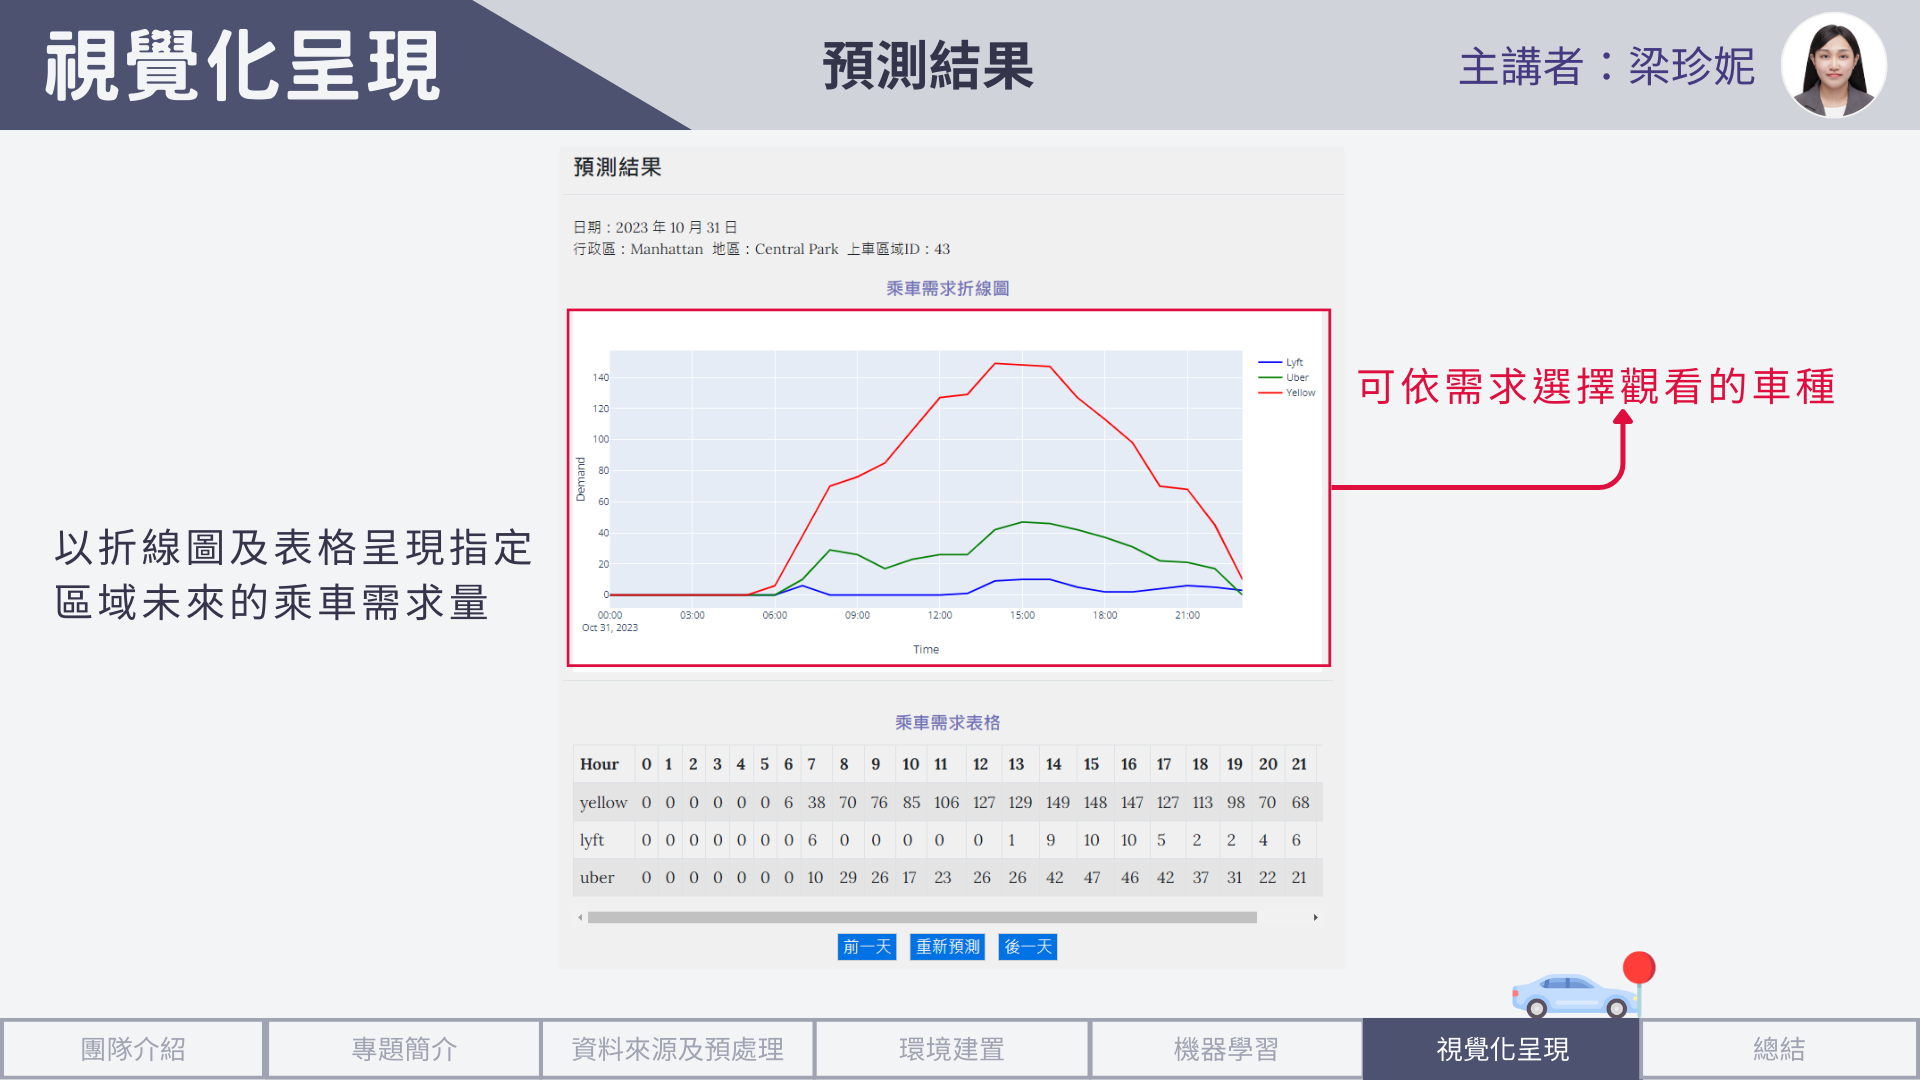 視覺化呈現
預測結果
主講者：梁珍妮
預測結果
日期：2023 年 10 月 31 日
行政區：Manhattan 地區：Central Park 上車區域ID：43
乘車需求折線圖
Lyft
Uber
Yellow
140
120
100
80
60
40
20
0
Demand
00:00 03:00 06:00 09:00 12:00 15:00 18:00 21:00
Oct 31, 2023
Time
可依需求選擇觀看的車種
以折線圖及表格呈現指定
區域未來的乘車需求量
乘車需求表格
Hour 0 1 2 3 4 5 6 7 8 9 10 11 12 13 14 15 16 17 18 19 20 21
yellow 0 0 0 0 0 0 6 38 70 76 85 106 127 129 149 148 147 127 113 98 70 68
lyft 0 0 0 0 0 0 0 6 0 0 0 0 0 1 9 10 10 5 2 2 4 6
uber 0 0 0 0 0 0 0 10 29 26 17 23 26 26 42 47 46 42 37 31 22 21
前一天 重新預測 後一天
團隊介紹 專題簡介 資料來源及預處理 環境建置 機器學習 視覺化呈現 總結